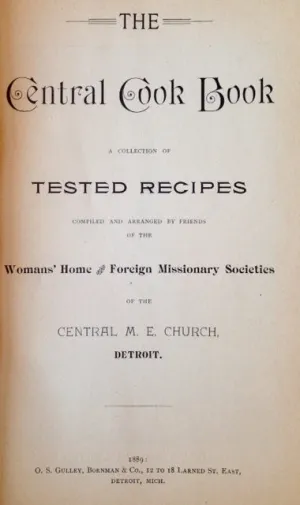 THE
Central Cook Book
A COLLECTION OF
TESTED RECIPES
COMPILED AND ARRANGED BY FRIENDS
OF THE
Womans' Home and Foreign Missionary Societies
OF THE
CENTRAL M. E. CHURCH,
DETROIT.
1889:
O. S. GULLEY, BORNMAN & CO., 12 TO 18 LARNED ST. EAST,
DETROIT, MICH.